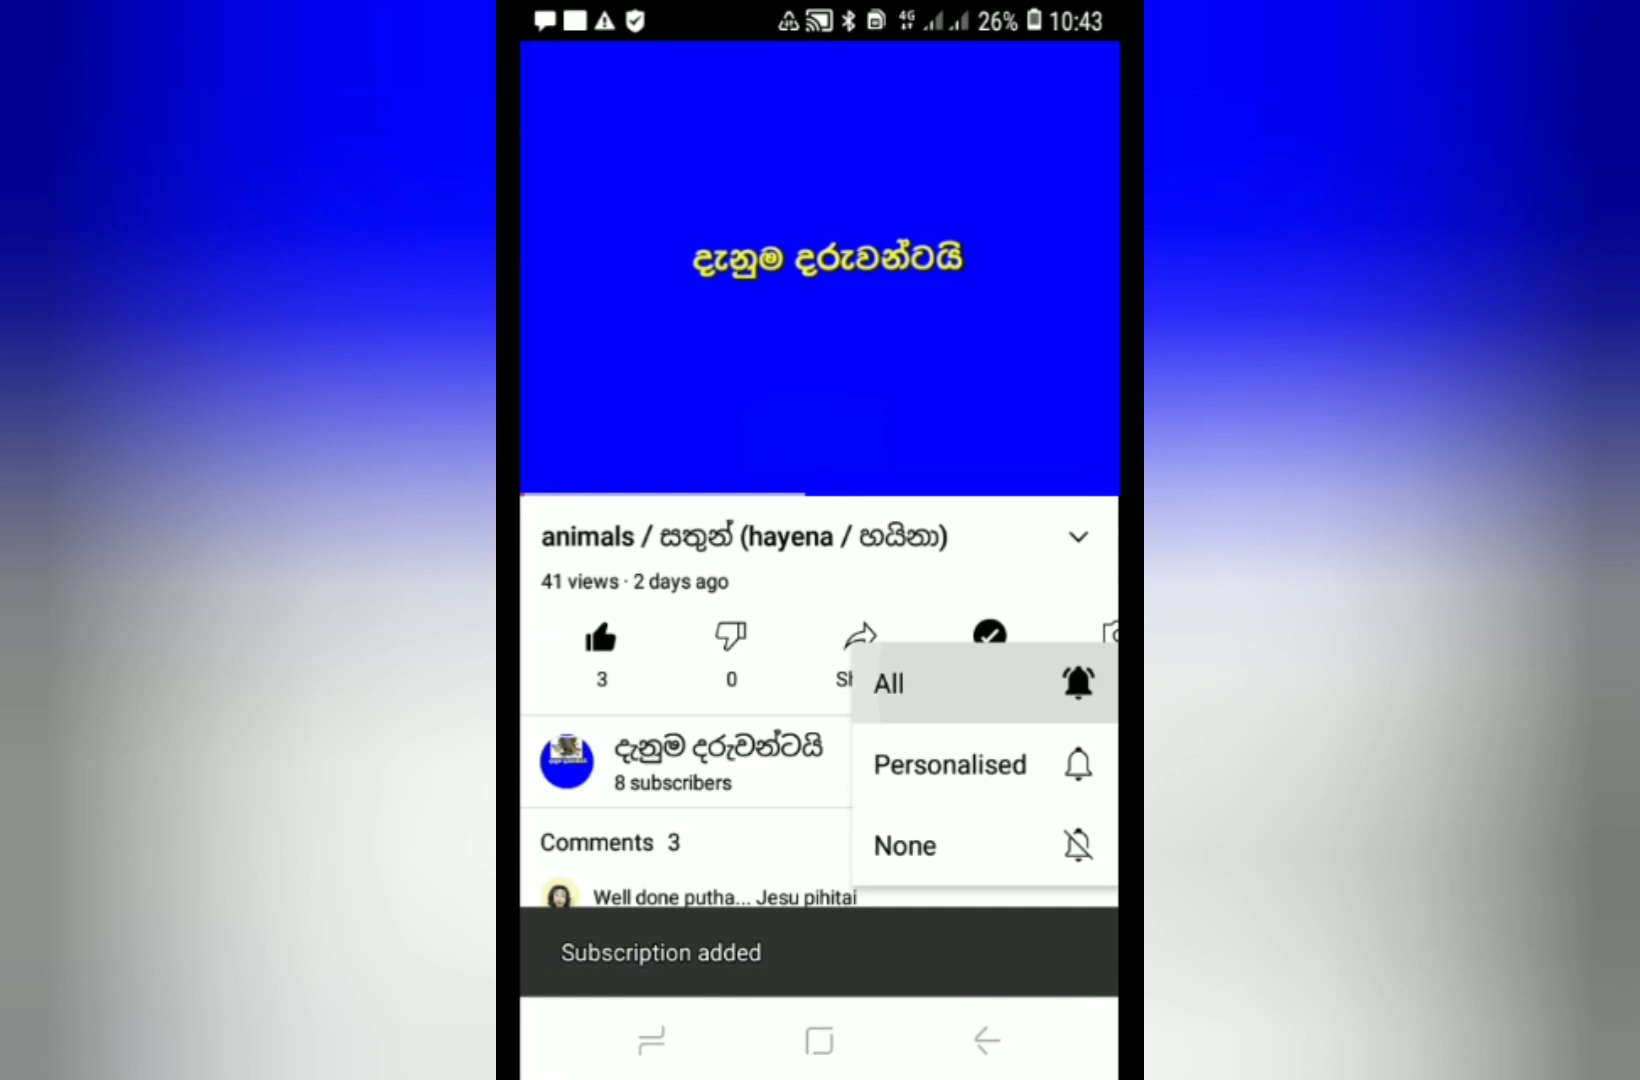 4G 26% 10:43
දැනුම දරුවන්ටයි
animals / සතුන් (hayena / හයිනා)
41 views · 2 days ago
3 0
All
දැනුම දරුවන්ටයි
8 subscribers
Personalised
Comments 3
None
Well done putha... Jesu pihitai
Subscription added